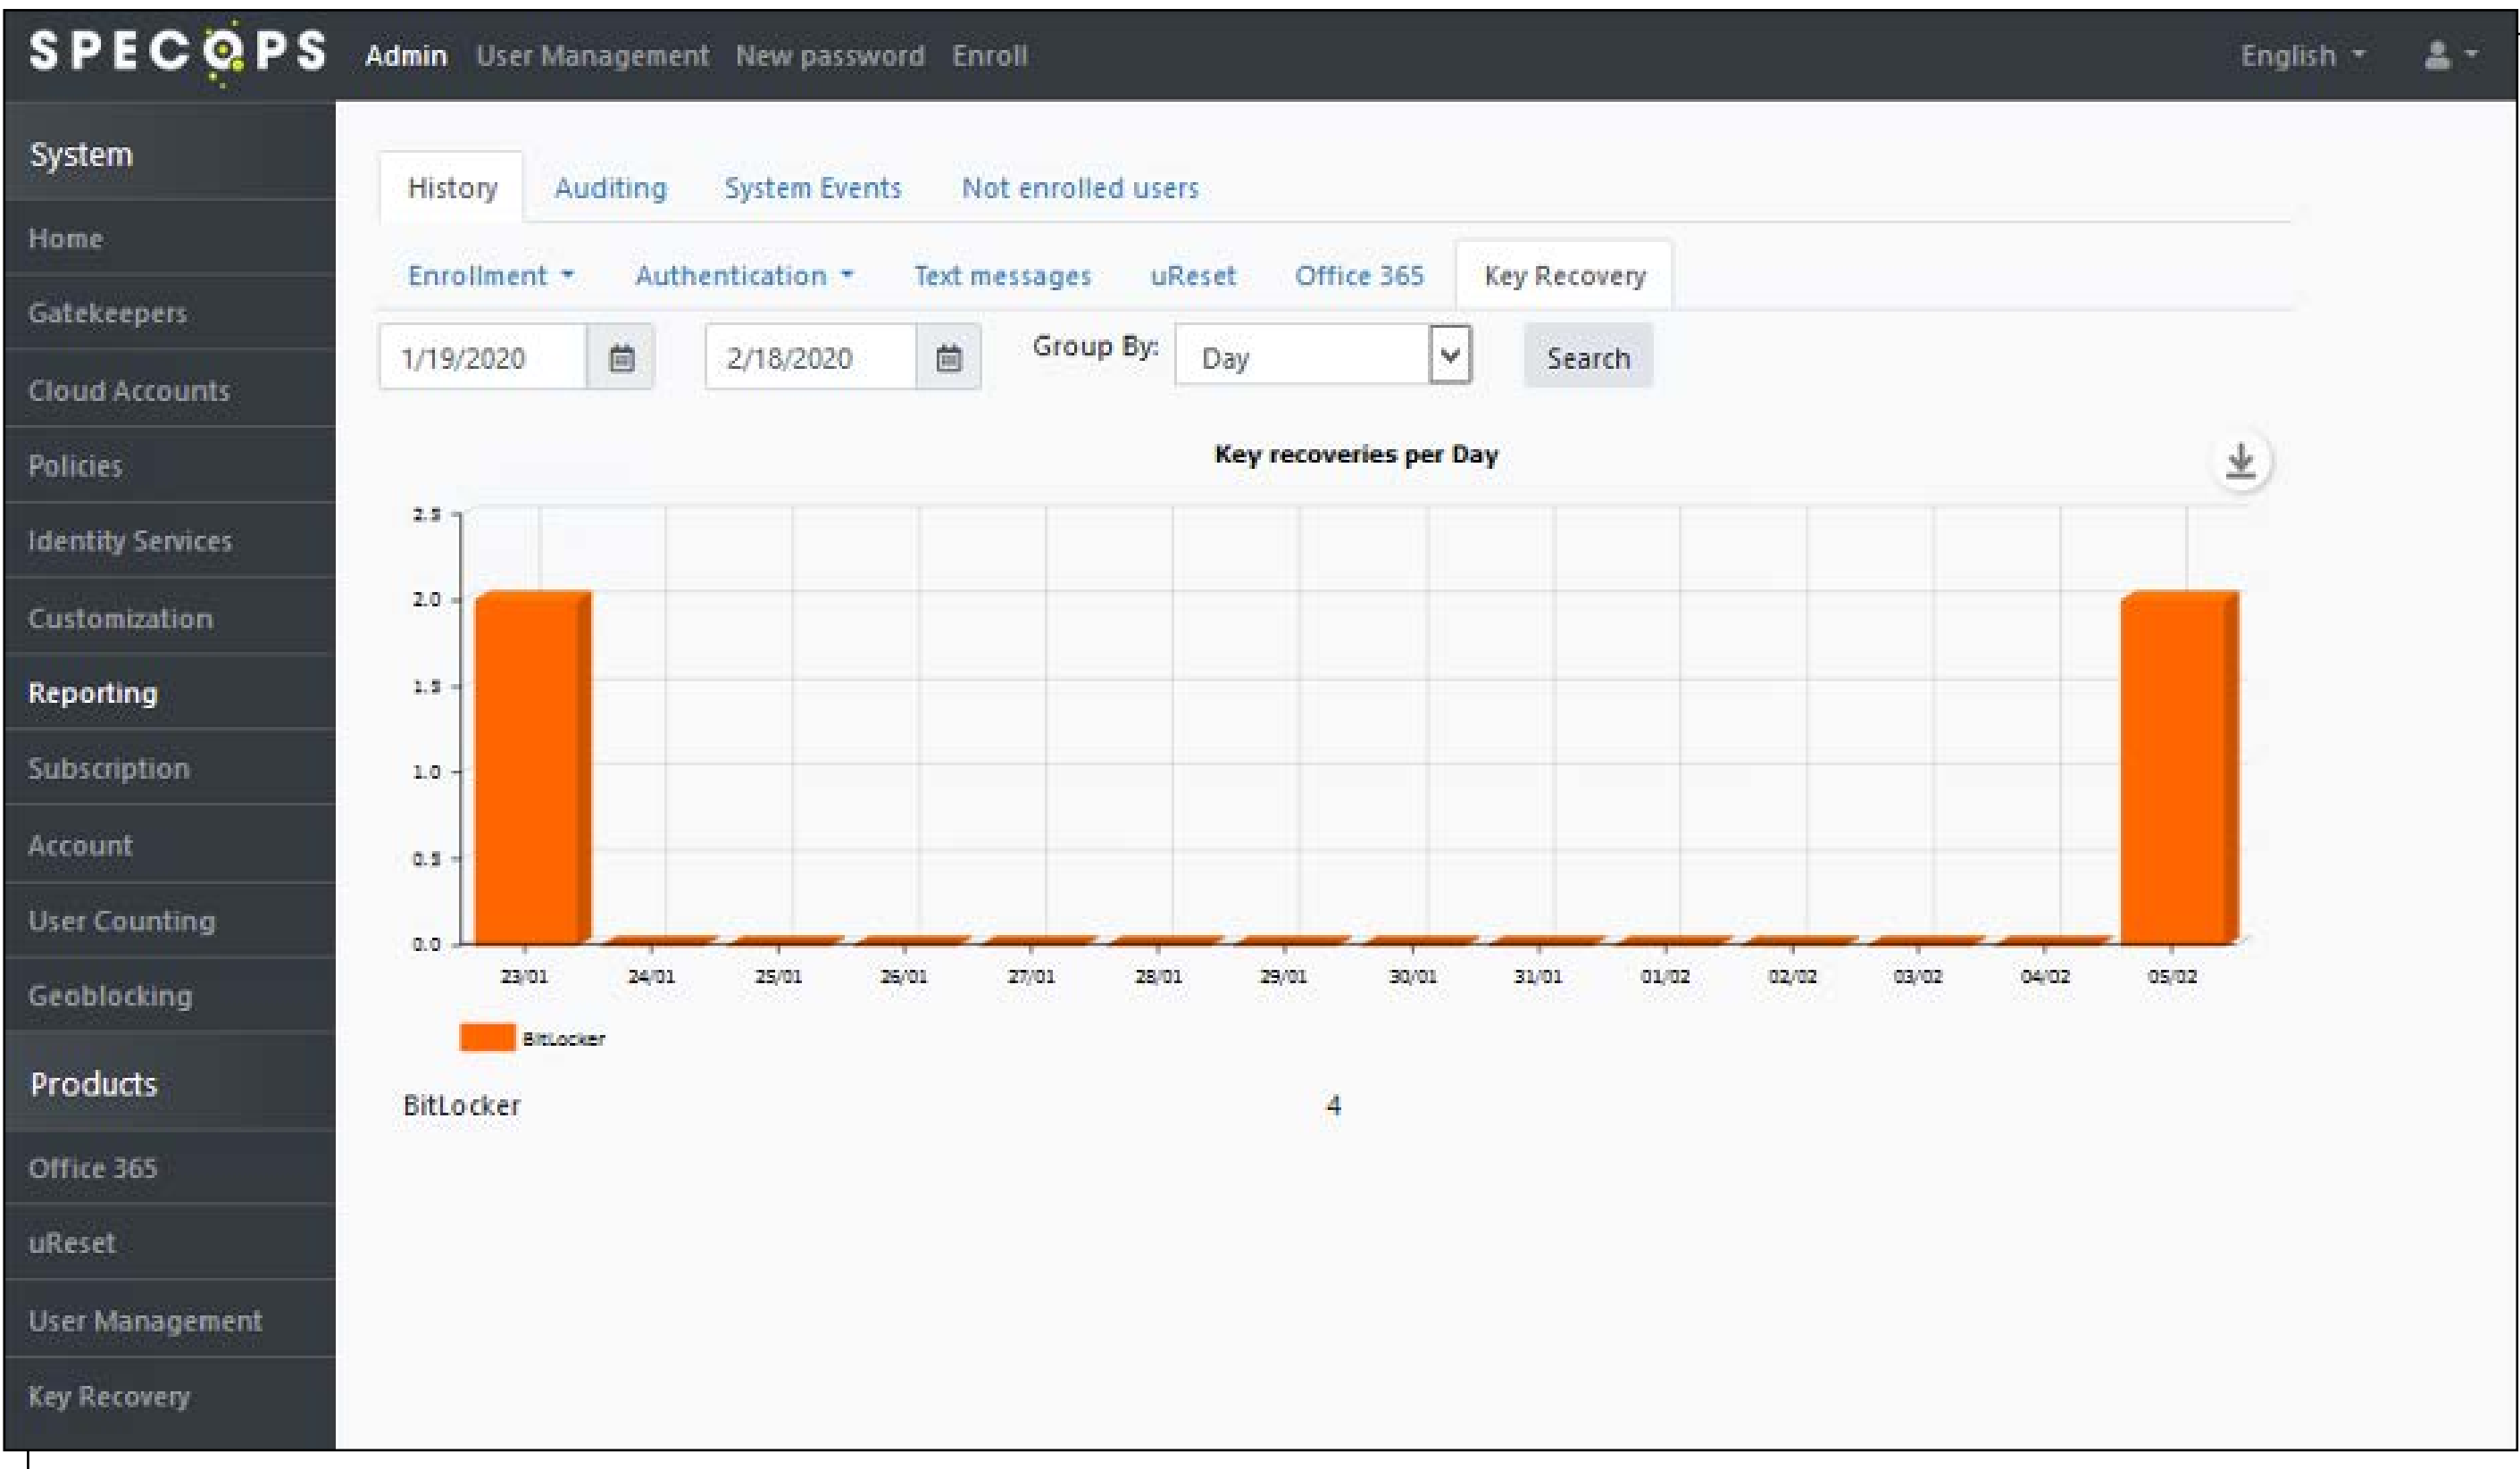 SPECOPS Admin User Management New password Enroll English
System
Home
Gatekeepers
Cloud Accounts
Policies
Identity Services
Customization
Reporting
Subscription
Account
User Counting
Geoblocking
Products
Office 365
uReset
User Management
Key Recovery
History Auditing System Events Not enrolled users
Enrollment Authentication Text messages uReset Office 365 Key Recovery
1/19/2020 2/18/2020 Group By: Day Search
Key recoveries per Day
2.5
2.0
1.5
1.0
0.5
0.0
23/01 24/01 25/01 26/01 27/01 28/01 29/01 30/01 31/01 01/02 02/02 03/02 04/02 05/02
BitLocker
BitLocker 4